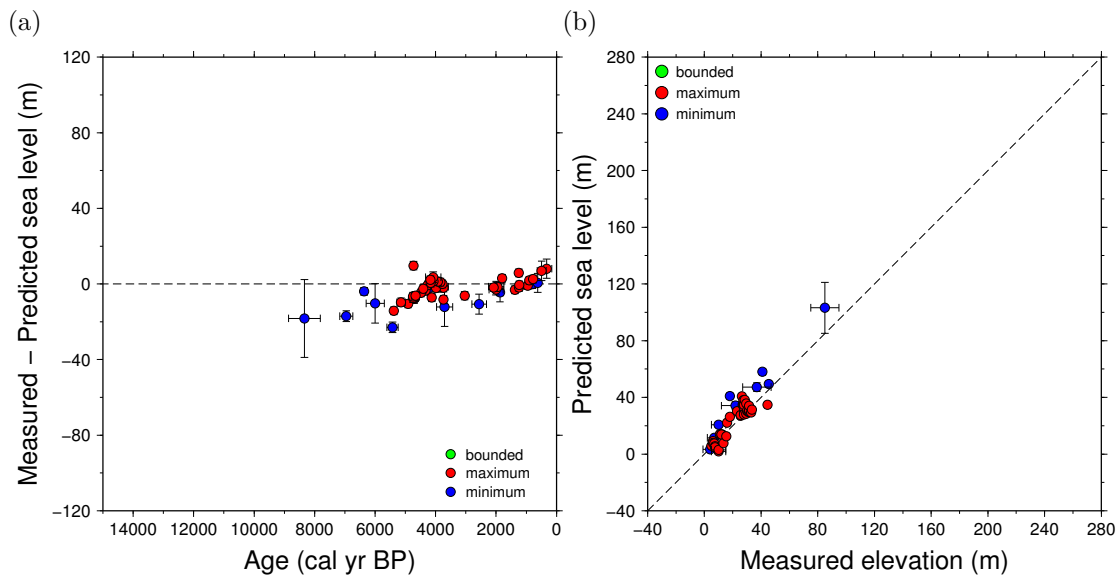 (a)
(b)
Measured − Predicted sea level (m)
120
80
40
0
−40
−80
−120
14000 12000 10000 8000 6000 4000 2000 0
Age (cal yr BP)
bounded
maximum
minimum
Predicted sea level (m)
280
240
200
160
120
80
40
0
−40
−40 0 40 80 120 160 200 240 280
Measured elevation (m)
bounded
maximum
minimum